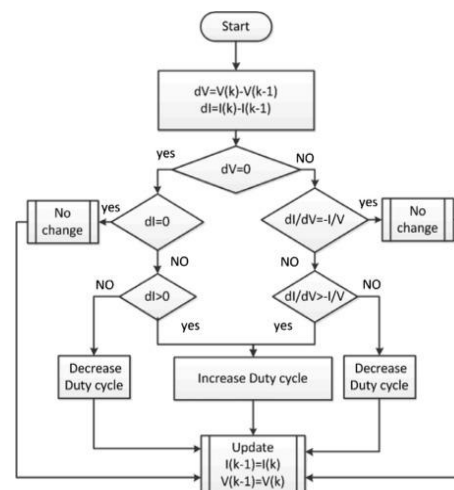 Start
dV=V(k)-V(k-1)
dI=I(k)-I(k-1)
yes
NO
dV=0
No
change
yes
dI=0
dI/dV=-I/V
yes
No
change
NO
NO
NO
dI>0
dI/dV>-I/V
NO
yes
yes
Decrease
Duty cycle
Increase Duty cycle
Decrease
Duty cycle
Update
I(k-1)=I(k)
V(k-1)=V(k)